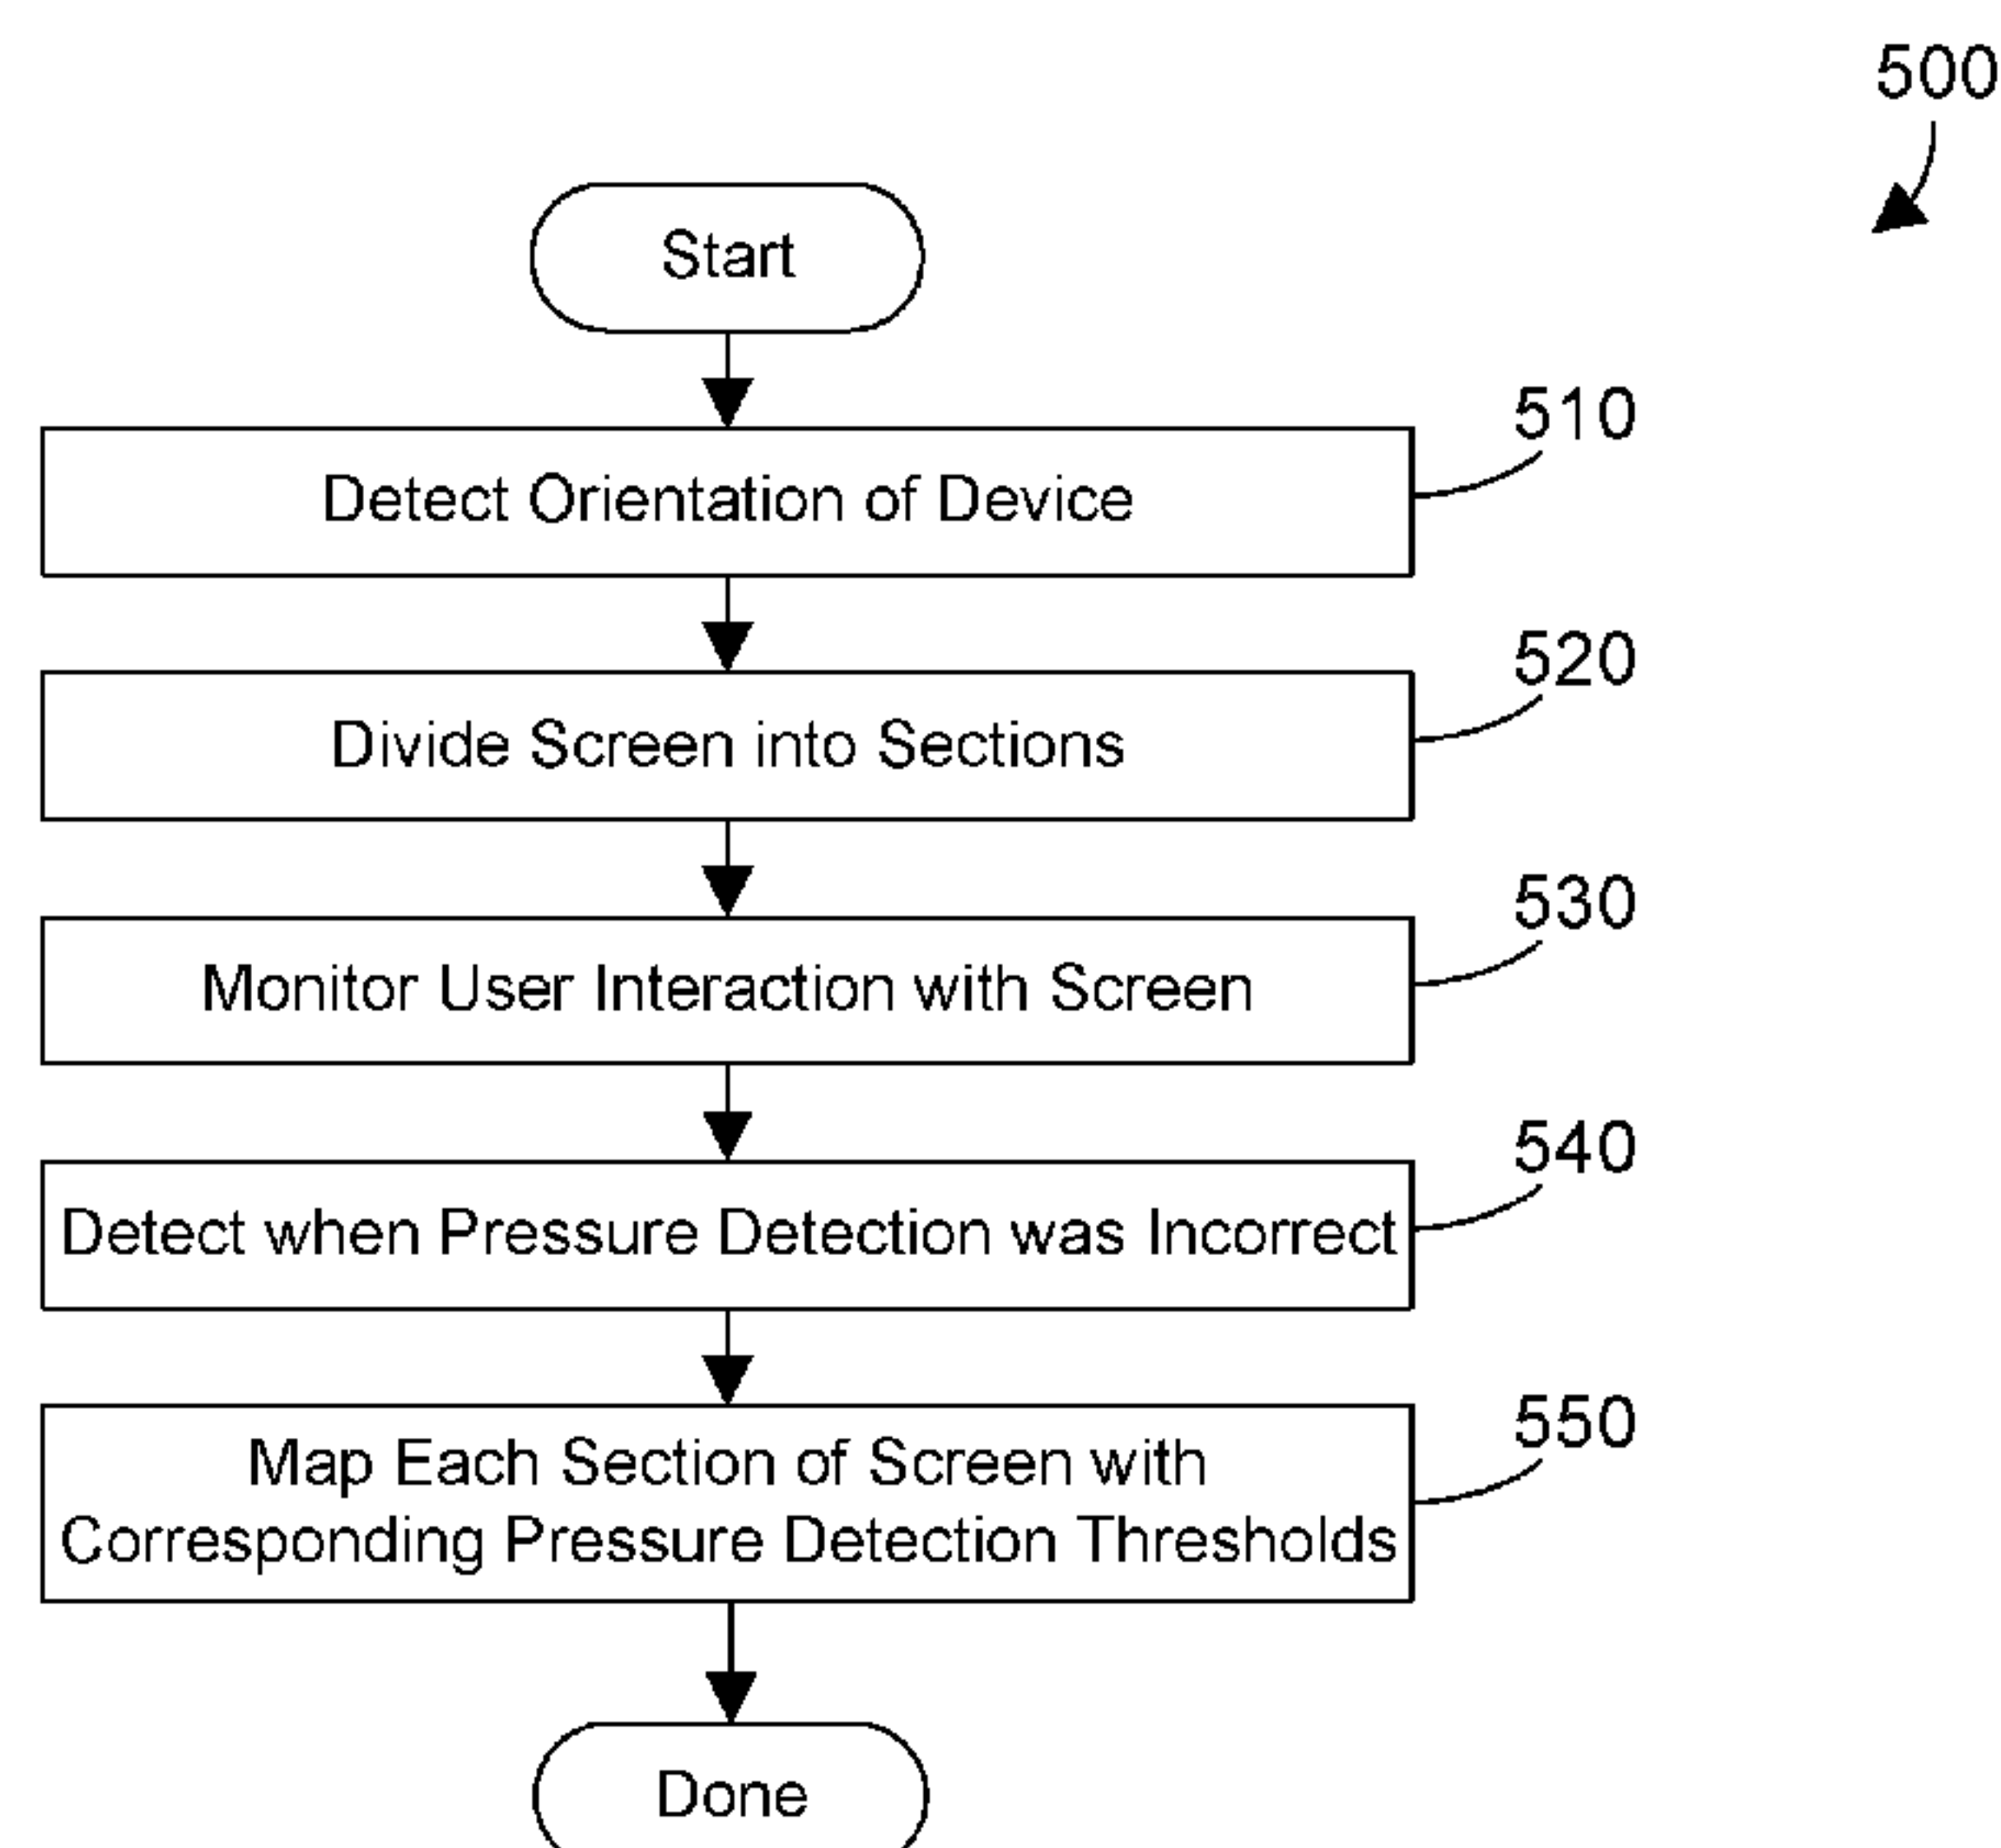 500
Start
510
Detect Orientation of Device
520
Divide Screen into Sections
530
Monitor User Interaction with Screen
540
Detect when Pressure Detection was Incorrect
550
Map Each Section of Screen with
Corresponding Pressure Detection Thresholds
Done